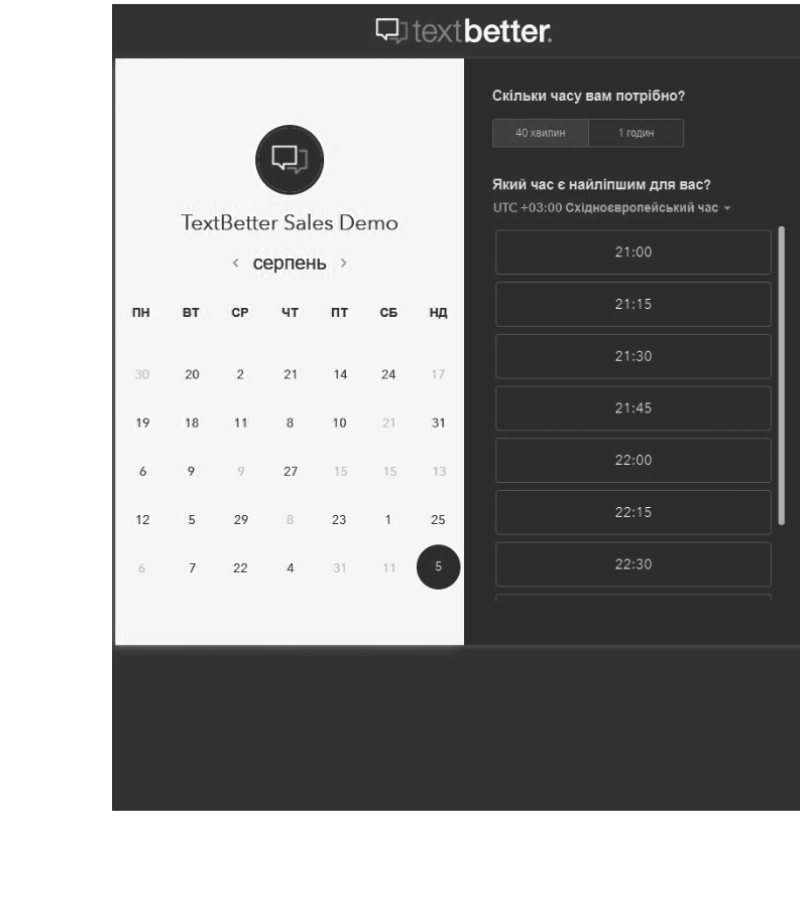 textbetter.
TextBetter Sales Demo
‹ серпень ›
ПН ВТ СР ЧТ ПТ СБ НД
30 20 2 21 14 24 17
19 18 11 8 10 21 31
6 9 9 27 15 15 13
12 5 29 8 23 1 25
6 7 22 4 31 11 5
Скільки часу вам потрібно?
40 хвилин 1 годин
Який час є найліпшим для вас?
UTC +03:00 Східноєвропейський час
21:00
21:15
21:30
21:45
22:00
22:15
22:30